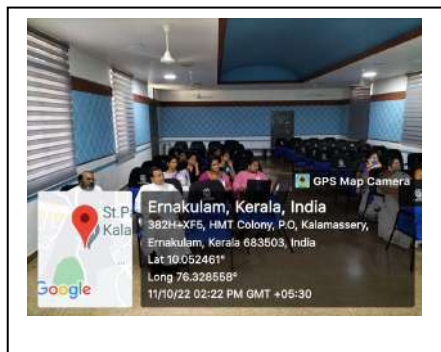 GPS Map Camera
St.P
Kala
Google
Ernakulam, Kerala, India
382H+XF5, HMT Colony, P.O, Kalamassery,
Ernakulam, Kerala 683503, India
Lat 10.052461°
Long 76.328558°
11/10/22 02:22 PM GMT +05:30